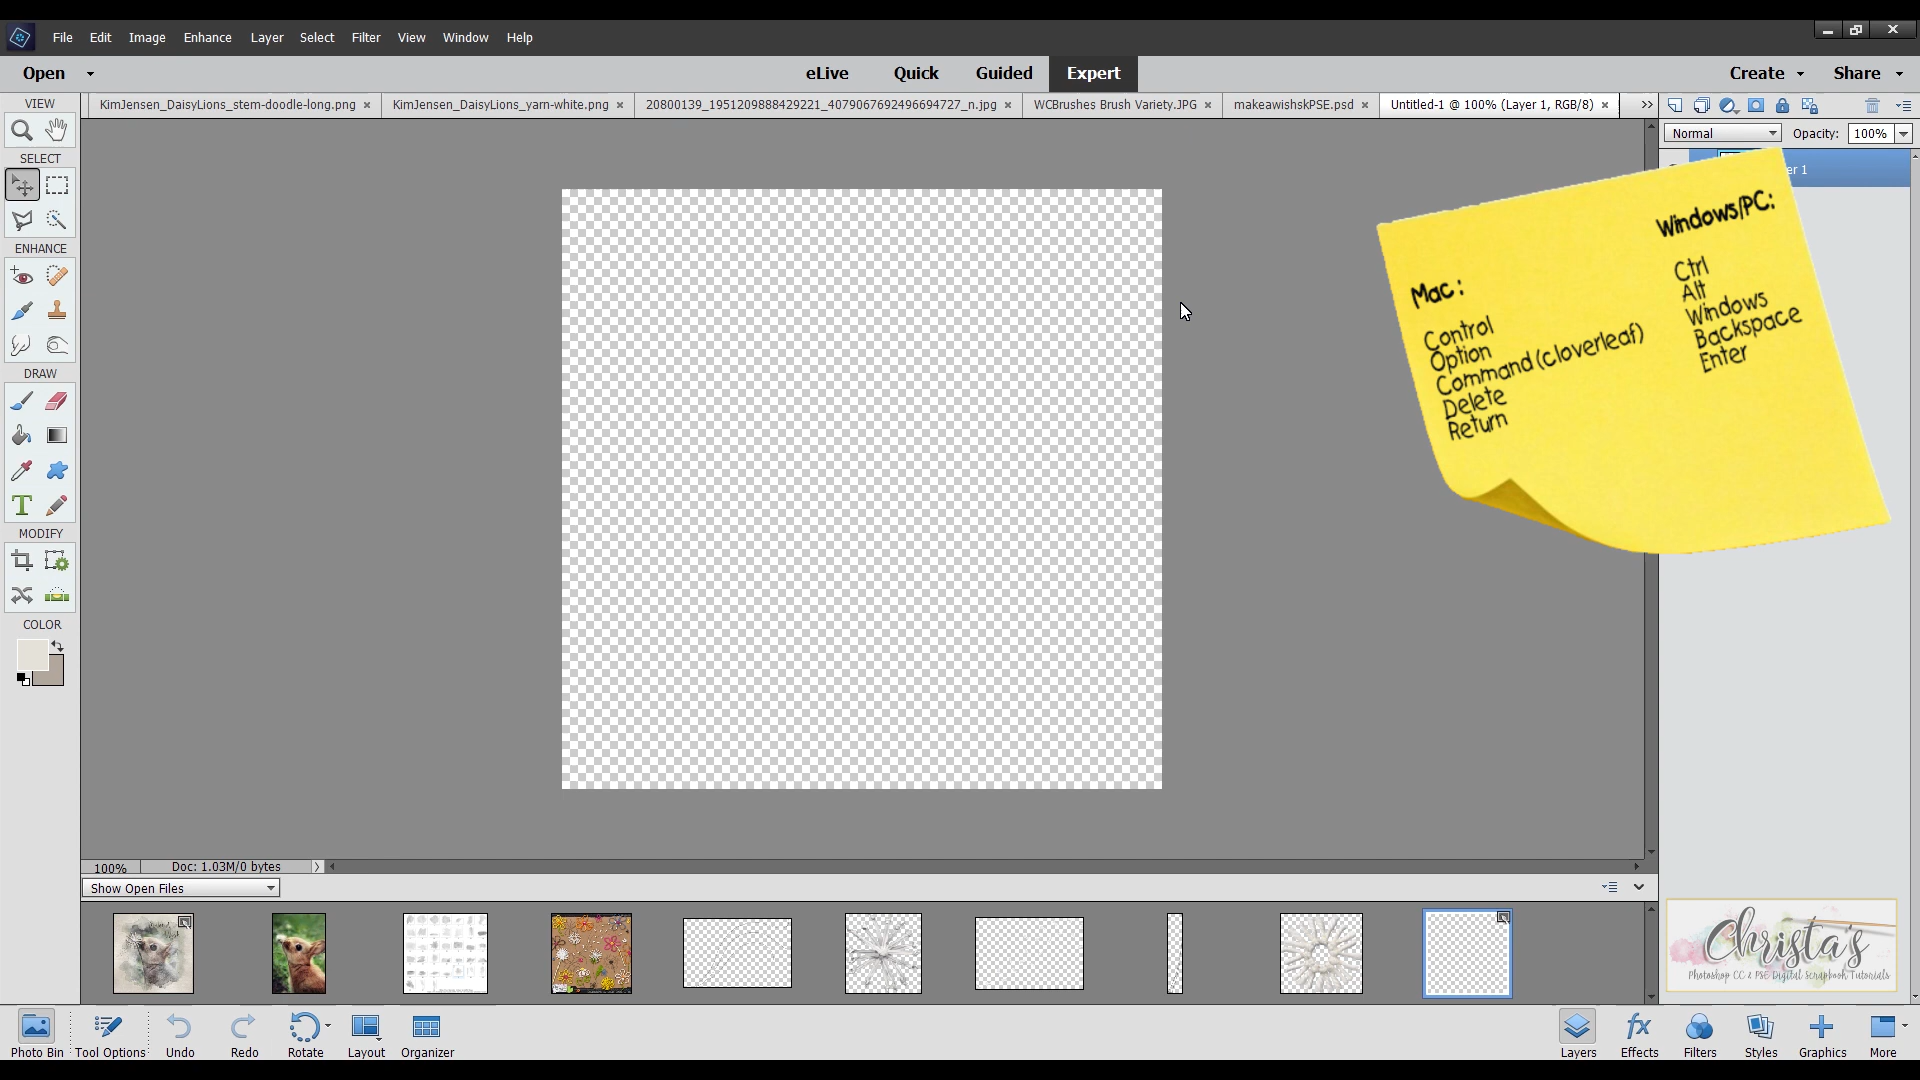 File Edit Image Enhance Layer Select Filter View Window Help
Open eLive Quick Guided Expert Create Share
VIEW
KimJensen_DaisyLions_stem-doodle-long.png × KimJensen_DaisyLions_yarn-white.png × 20800139_1951209888429221_4079067692496694727_n.jpg × WCBrushes Brush Variety.JPG × makeawishskPSE.psd × Untitled-1 @ 100% (Layer 1, RGB/8) × >>
Normal Opacity: 100%
SELECT
er 1
ENHANCE
DRAW
MODIFY
COLOR
Mac:
Control
Option
Command (cloverleaf)
Delete
Return
Windows/PC:
Ctrl
Alt
Windows
Backspace
Enter
100% Doc: 1.03M/0 bytes
Show Open Files
Christa's
Photoshop CC & PSE Digital Scrapbook Tutorials
Photo Bin Tool Options Undo Redo Rotate Layout Organizer
fx
Layers Effects Filters Styles Graphics More